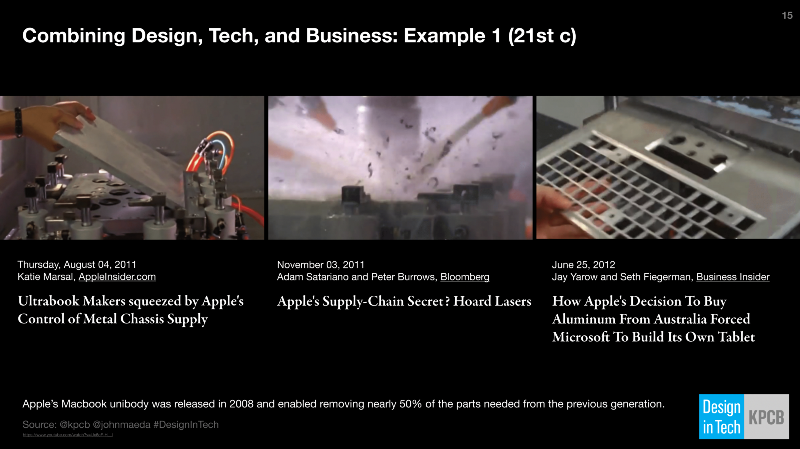 15
Combining Design, Tech, and Business: Example 1 (21st c)
Thursday, August 04, 2011
Katie Marsal, AppleInsider.com
Ultrabook Makers squeezed by Apple's
Control of Metal Chassis Supply
November 03, 2011
Adam Satariano and Peter Burrows, Bloomberg
Apple's Supply-Chain Secret? Hoard Lasers
June 25, 2012
Jay Yarow and Seth Fiegerman, Business Insider
How Apple's Decision To Buy
Aluminum From Australia Forced
Microsoft To Build Its Own Tablet
Apple's Macbook unibody was released in 2008 and enabled removing nearly 50% of the parts needed from the previous generation.
Source: @kpcb @johnmaeda #DesignInTech
Design
in Tech
KPCB